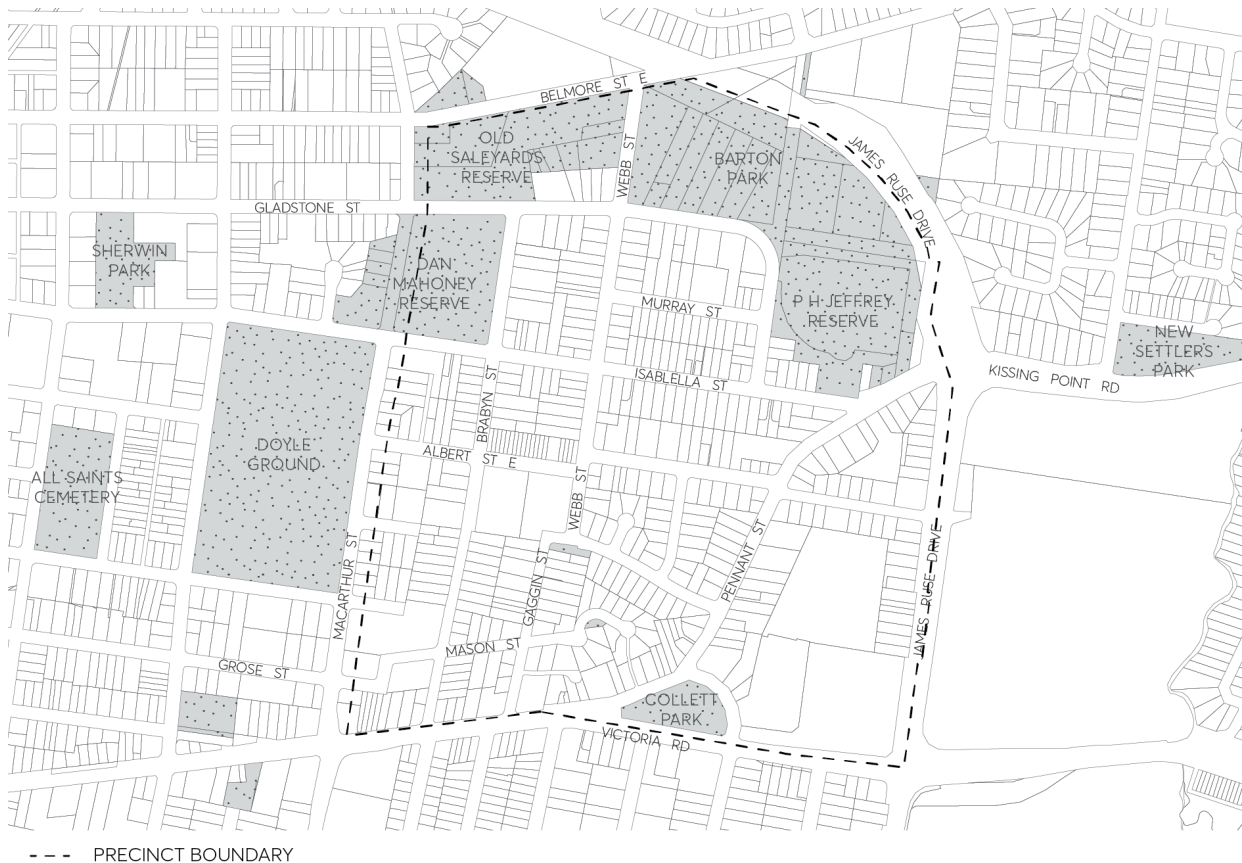 BELMORE ST E
OLD
SALEYARDS
RESERVE
WEBB ST
BARTON
PARK
JAMES RUSE DRIVE
GLADSTONE ST
SHERWIN
PARK
DAN
MAHONEY
RESERVE
MURRAY ST
P H JEFFREY
RESERVE
NEW
SETTLERS
PARK
KISSING POINT RD
ISABLELLA ST
BRABYN ST
DOYLE
GROUND
ALBERT ST E
ALL SAINTS
CEMETERY
WEBB ST
PENNANT ST
JAMES RUSE DRIVE
MACARTHUR ST
GAGGIN ST
MASON ST
GROSE ST
COLLETT
PARK
VICTORIA RD
PRECINCT BOUNDARY